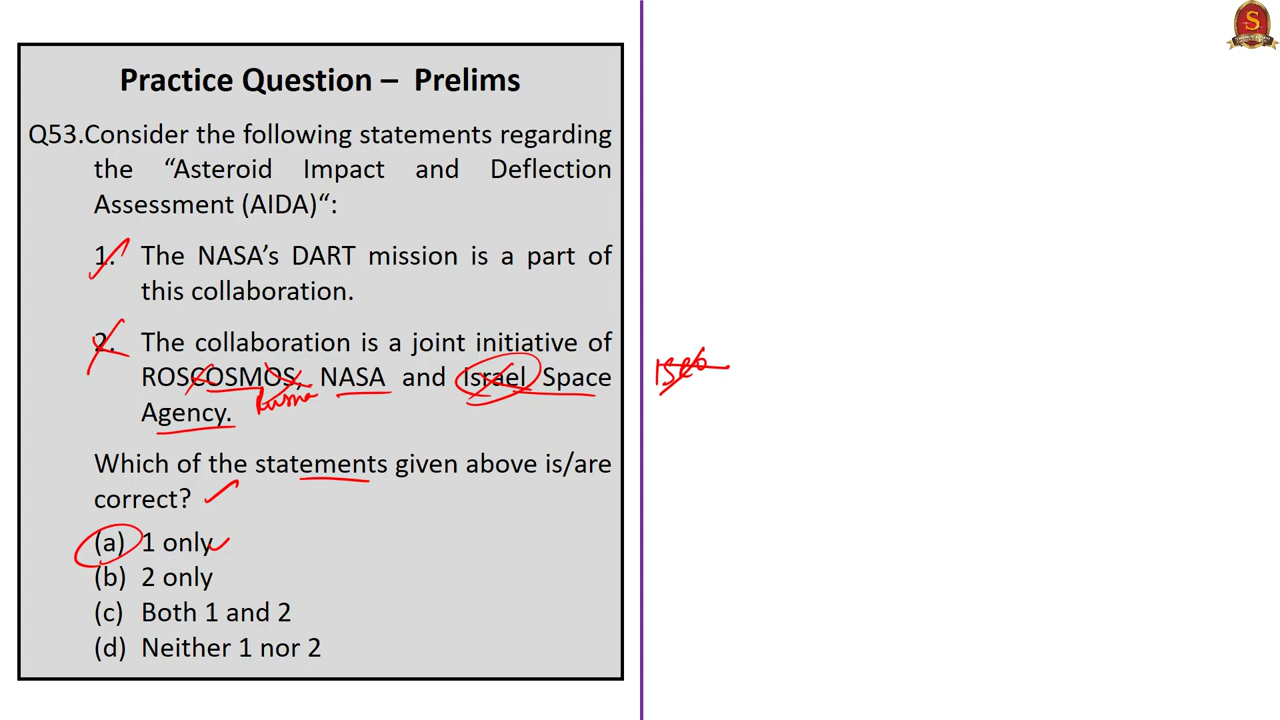 Practice Question – Prelims
Q53.Consider the following statements regarding
the “Asteroid Impact and Deflection
Assessment (AIDA)“:
1. The NASA’s DART mission is a part of
this collaboration.
2. The collaboration is a joint initiative of
ROSCOSMOS, NASA and Israel Space
Agency.
Russia
Which of the statements given above is/are
correct?
(a) 1 only
(b) 2 only
(c) Both 1 and 2
(d) Neither 1 nor 2
S